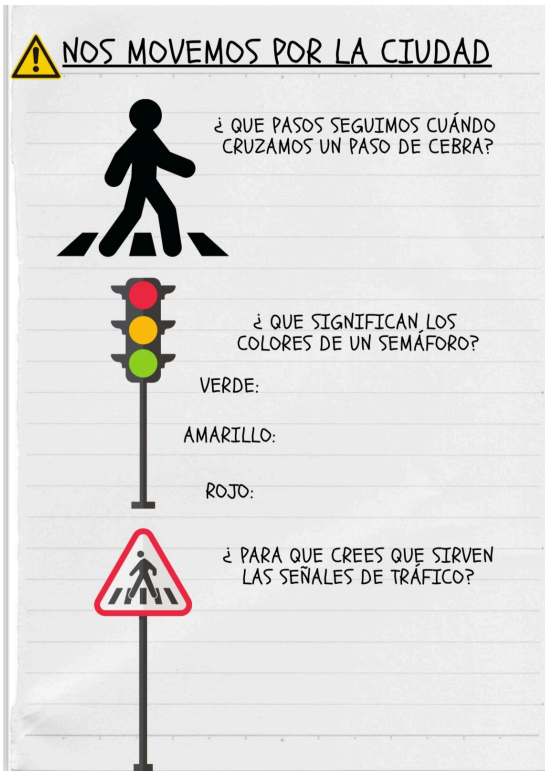 NOS MOVEMOS POR LA CIUDAD
¿ QUE PASOS SEGUIMOS CUÁNDO
CRUZAMOS UN PASO DE CEBRA?
¿ QUE SIGNIFICAN LOS
COLORES DE UN SEMÁFORO?
VERDE:
AMARILLO:
ROJO:
¿ PARA QUE CREES QUE SIRVEN
LAS SEÑALES DE TRÁFICO?